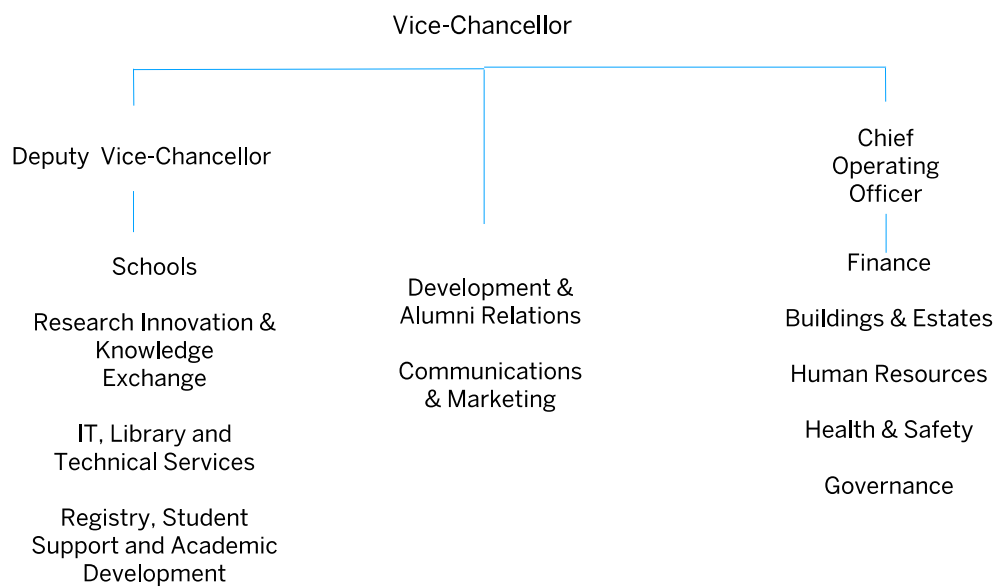 Vice-Chancellor
Deputy Vice-Chancellor
Schools
Research Innovation &
Knowledge
Exchange
IT, Library and
Technical Services
Registry, Student
Support and Academic
Development
Development &
Alumni Relations
Communications
& Marketing
Chief
Operating
Officer
Finance
Buildings & Estates
Human Resources
Health & Safety
Governance